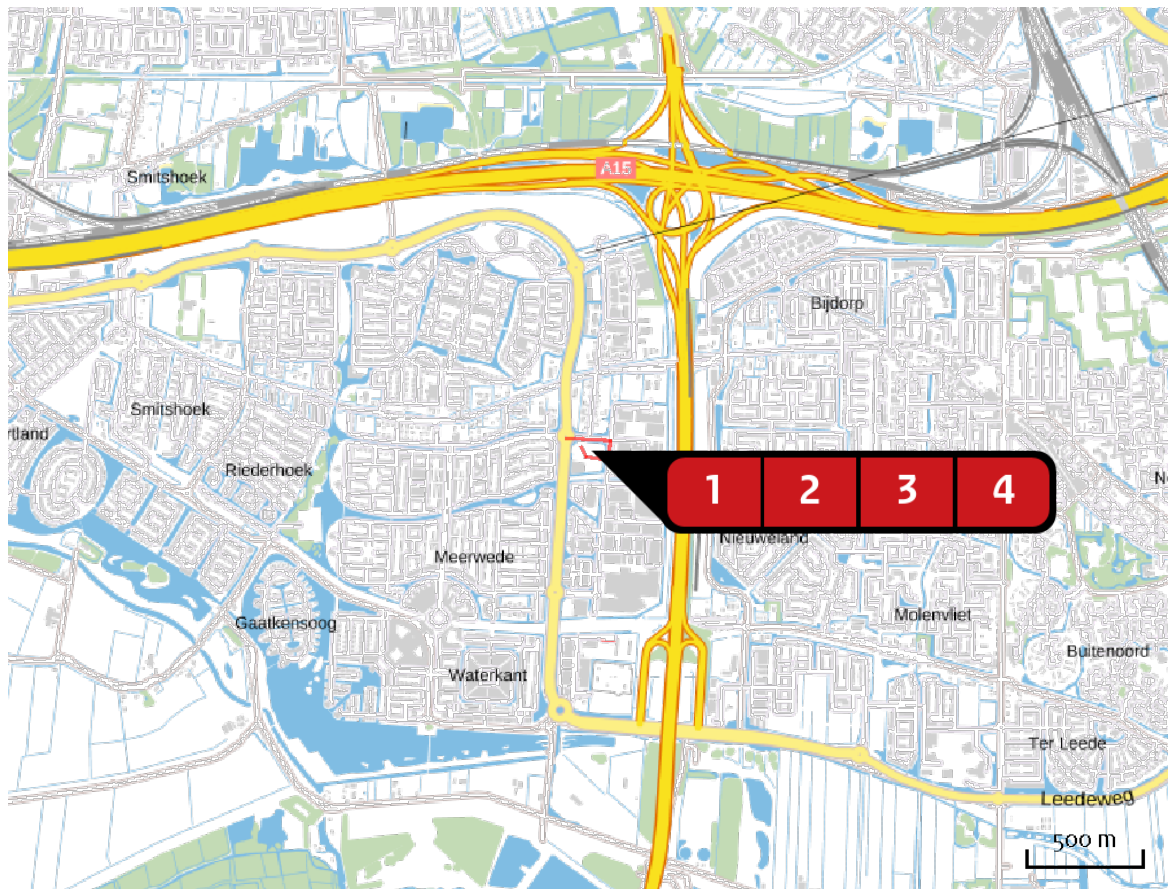 A15
Smitshoek
Bijdorp
Smitshoek
rtland
Riederhoek
N
1 2 3 4
Nieuweland
Meerwede
Molenvliet
Gaatkensoog
Buitenoord
Waterkant
Ter Leede
Leedeweg
500 m